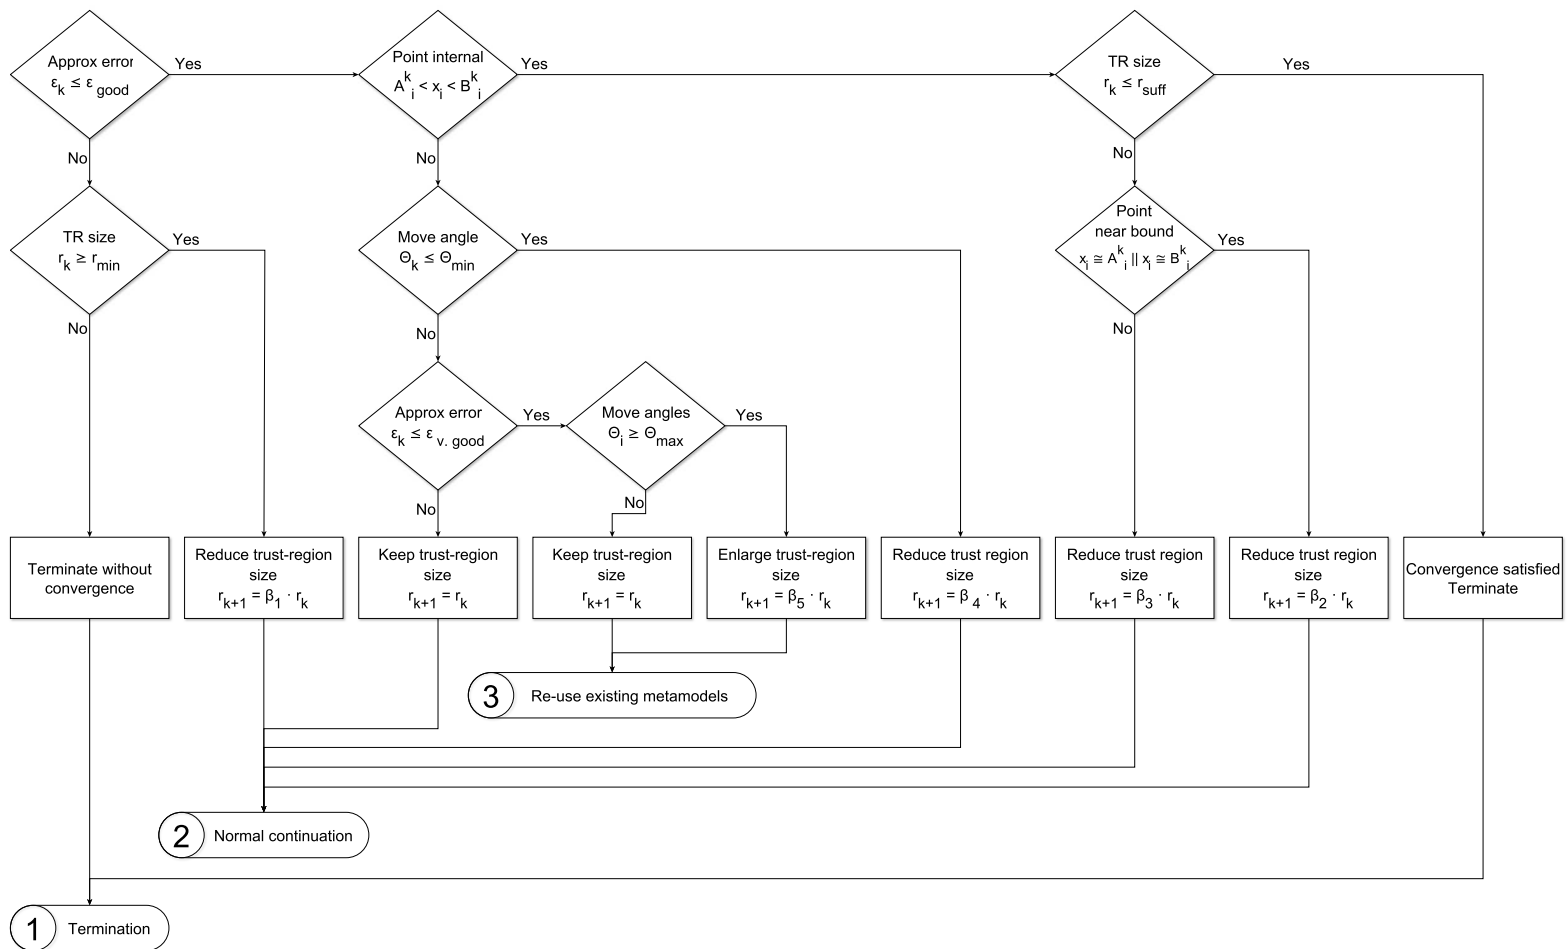 Approx error
εk ≤ ε good
Yes
No
Point internal
A^k_i < x_i < B^k_i
Yes
No
TR size
r_k ≤ r_suff
Yes
No
TR size
r_k ≥ r_min
Yes
No
Move angle
Θ_k ≤ Θ_min
Yes
No
Point
near bound
x_i ≅ A^k_i || x_i ≅ B^k_i
Yes
No
Approx error
ε_k ≤ ε_v. good
Yes
No
Move angles
Θ_i ≥ Θ_max
Yes
No
Terminate without
convergence
Reduce trust-region
size
r_k+1 = β_1 · r_k
Keep trust-region
size
r_k+1 = r_k
Keep trust-region
size
r_k+1 = r_k
Enlarge trust-region
size
r_k+1 = β_5 · r_k
Reduce trust region
size
r_k+1 = β_4 · r_k
Reduce trust region
size
r_k+1 = β_3 · r_k
Reduce trust region
size
r_k+1 = β_2 · r_k
Convergence satisfied
Terminate
3 Re-use existing metamodels
2 Normal continuation
1 Termination